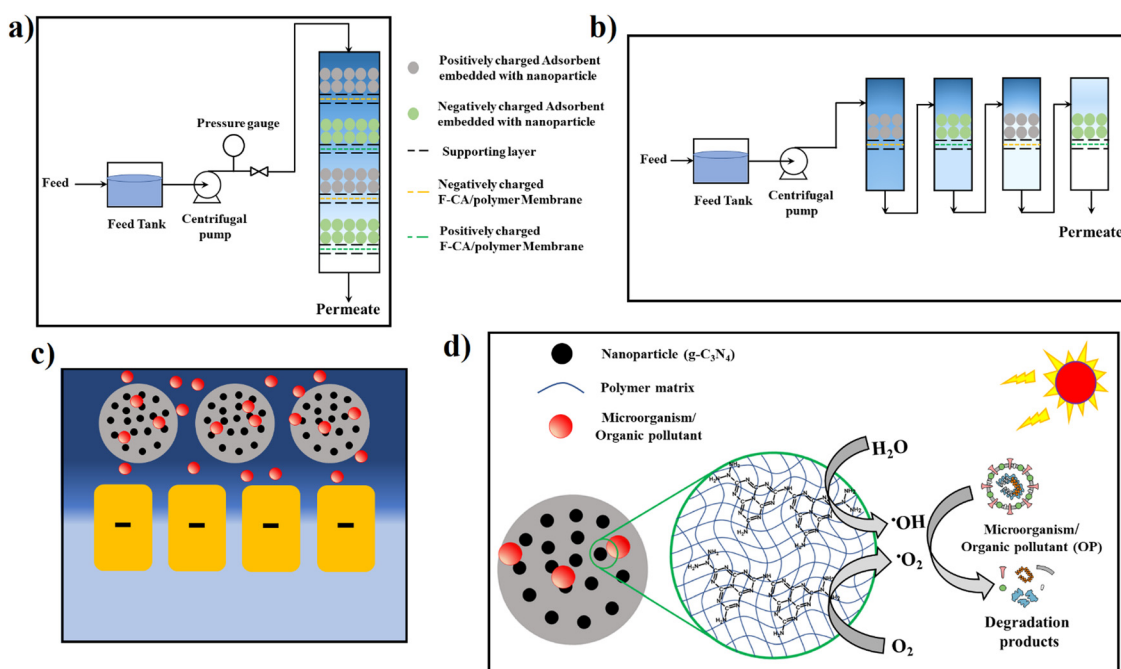 a)
Feed
Feed Tank
Pressure gauge
Centrifugal
pump
Permeate
Positively charged Adsorbent
embedded with nanoparticle
Negatively charged Adsorbent
embedded with nanoparticle
Supporting layer
Negatively charged
F-CA/polymer Membrane
Positively charged
F-CA/polymer Membrane
b)
Feed
Feed Tank
Centrifugal
pump
Permeate
c)
-
-
-
-
d)
Nanoparticle (g-C₃N₄)
Polymer matrix
Microorganism/
Organic pollutant
H₂O
·OH
·O₂
O₂
Microorganism/
Organic pollutant (OP)
Degradation
products